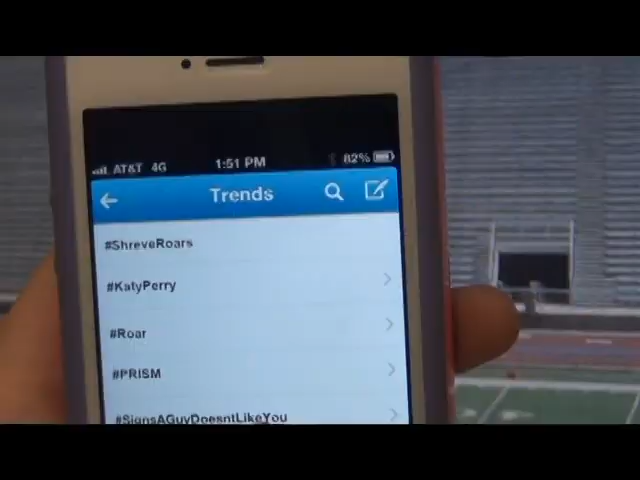 AT&T 4G 1:51 PM 82%
Trends
#ShreveRoars
#KatyPerry
#Roar
#PRISM
#SignsAGuyDoesntLikeYou